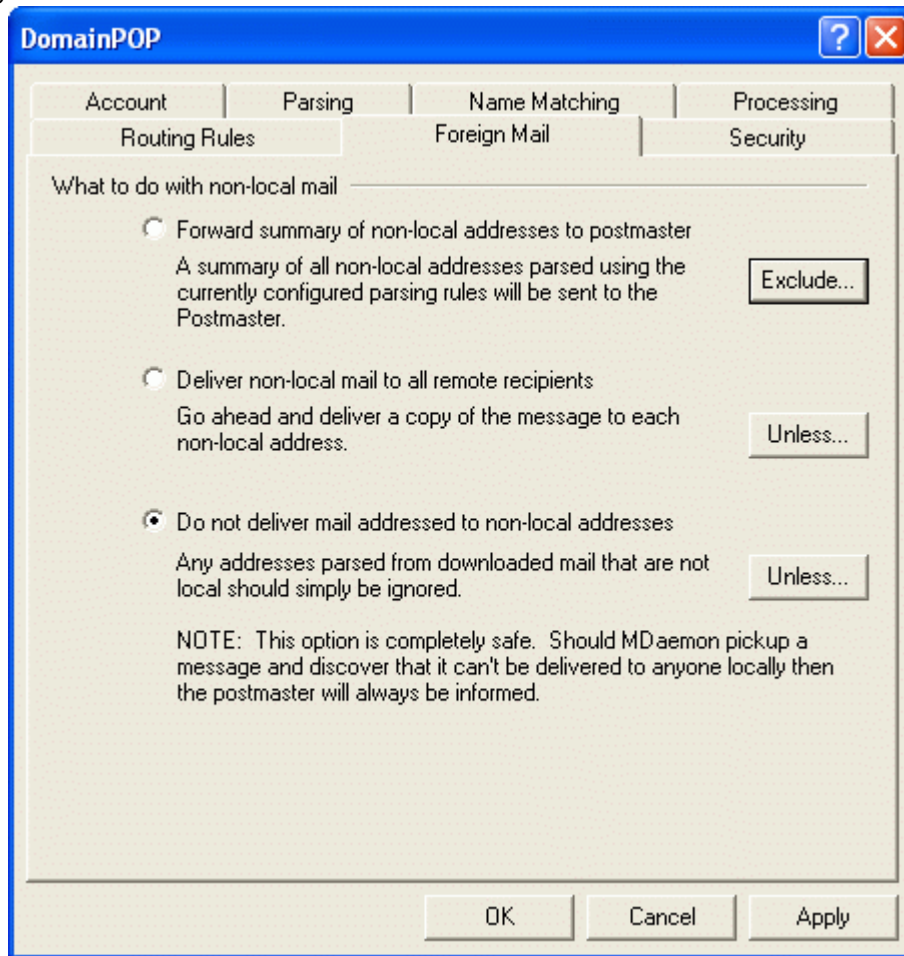 DomainPOP
Account Parsing Name Matching Processing
Routing Rules Foreign Mail Security
What to do with non-local mail
Forward summary of non-local addresses to postmaster
A summary of all non-local addresses parsed using the
currently configured parsing rules will be sent to the
Postmaster.
Exclude...
Deliver non-local mail to all remote recipients
Go ahead and deliver a copy of the message to each
non-local address.
Unless...
Do not deliver mail addressed to non-local addresses
Any addresses parsed from downloaded mail that are not
local should simply be ignored.
Unless...
NOTE: This option is completely safe. Should MDaemon pickup a
message and discover that it can't be delivered to anyone locally then
the postmaster will always be informed.
OK Cancel Apply